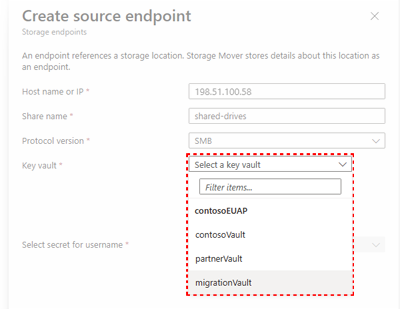 Create source endpoint
Storage endpoints
An endpoint references a storage location. Storage Mover stores details about this location as
an endpoint.
Host name or IP *
198.51.100.58
Share name *
shared-drives
Protocol version *
SMB
Key vault *
Select a key vault
Filter items...
contosoEUAP
contosoVault
Select secret for username *
partnerVault
migrationVault